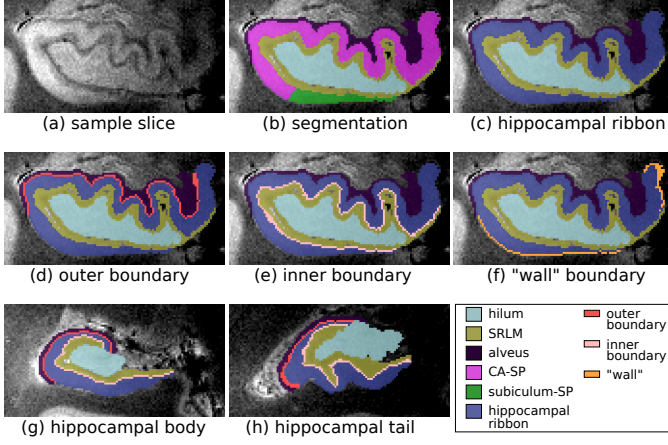 (a) sample slice
(b) segmentation
(c) hippocampal ribbon
(d) outer boundary
(e) inner boundary
(f) "wall" boundary
(g) hippocampal body
(h) hippocampal tail
hilum
SRLM
alveus
CA-SP
subiculum-SP
hippocampal
ribbon
outer
boundary
inner
boundary
"wall"